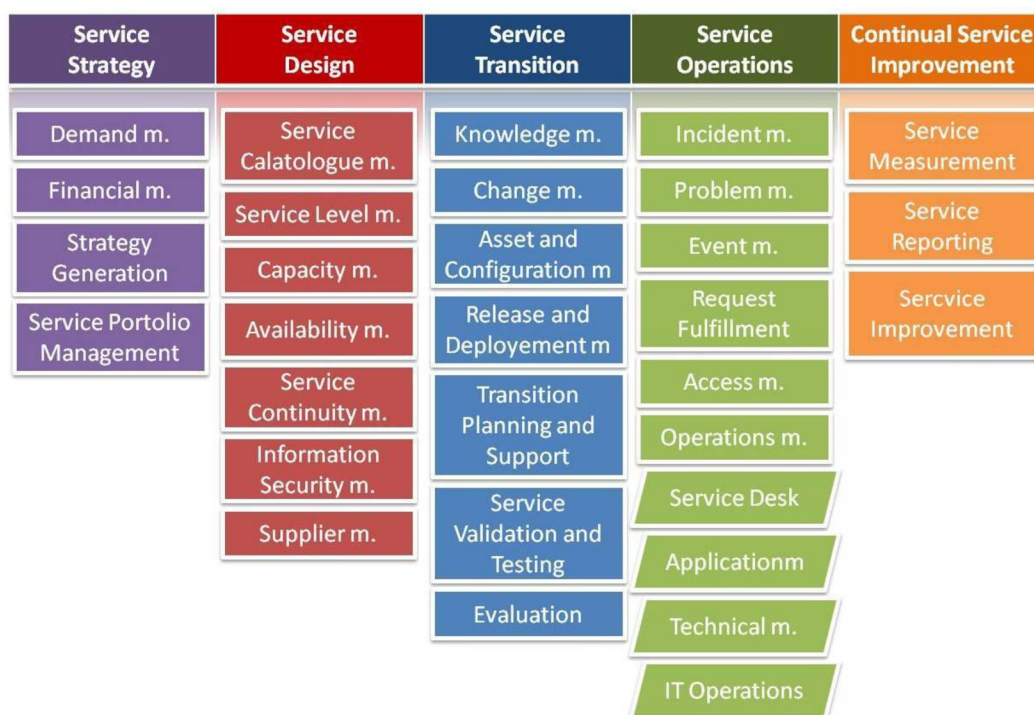 Service
Strategy
Demand m.
Financial m.
Strategy
Generation
Service Portolio
Management
Service
Design
Service
Calatologue m.
Service Level m.
Capacity m.
Availability m.
Service
Continuity m.
Information
Security m.
Supplier m.
Service
Transition
Knowledge m.
Change m.
Asset and
Configuration m
Release and
Deployement m
Transition
Planning and
Support
Service
Validation and
Testing
Evaluation
Service
Operations
Incident m.
Problem m.
Event m.
Request
Fulfillment
Access m.
Operations m.
Service Desk
Applicationm
Technical m.
IT Operations
Continual Service
Improvement
Service
Measurement
Service
Reporting
Sercvice
Improvement